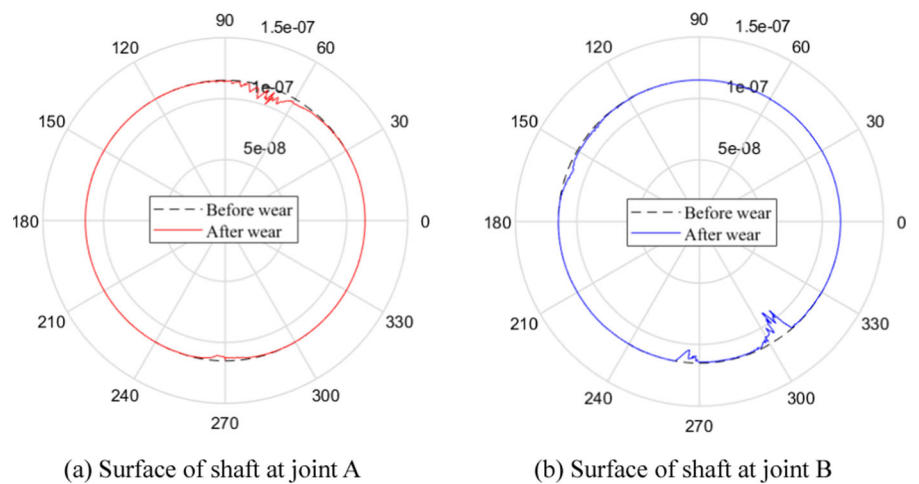 90
1.5e-07
120
60
1e-07
150
30
5e-08
180
Before wear
After wear
0
210
330
240
300
270
(a) Surface of shaft at joint A
90
1.5e-07
120
60
1e-07
150
30
5e-08
180
Before wear
After wear
0
210
330
240
300
270
(b) Surface of shaft at joint B